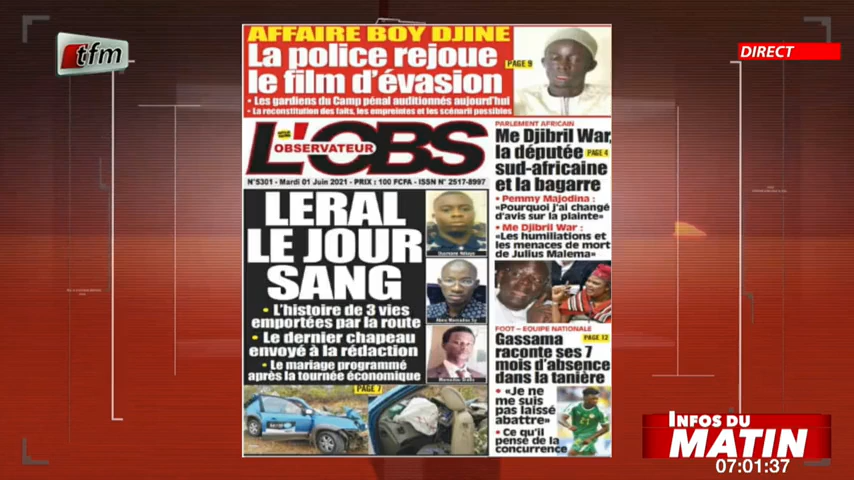 tfm
DIRECT
AFFAIRE BOY DJINE
La police rejoue
le film d'évasion
PAGE 9
• Les gardiens du Camp pénal auditionnés aujourd'hui
• La reconstitution des faits, les empreintes et les scénarii possibles
L'OBS
OBSERVATEUR
N°5301 - Mardi 01 Juin 2021 - PRIX : 100 FCFA - ISSN N° 2517-8997
PARLEMENT AFRICAIN
Me Djibril War,
la députée PAGE 4
sud-africaine
et la bagarre
• Pemmy Majodina :
«Pourquoi j'ai changé
d'avis sur la plainte»
• Me Djibril War :
«Les humiliations et
les menaces de mort
de Julius Malema»
LERAL
LE JOUR
SANG
• L'histoire de 3 vies
emportées par la route
• Le dernier chapeau
envoyé à la rédaction
• Le mariage programmé
après la tournée économique
PAGE 7
FOOT – EQUIPE NATIONALE
Gassama PAGE 12
raconte ses 7
mois d'absence
dans la tanière
• «Je ne
me suis
pas laissé
abattre»
• Ce qu'il
pense de la
concurrence
INFOS DU
MATIN
07:01:37